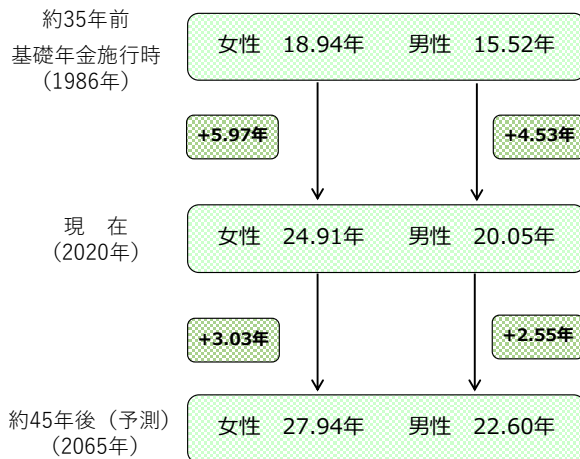 約35年前
基礎年金施行時
(1986年)
女性 18.94年 男性 15.52年
+5.97年 +4.53年
現 在
(2020年)
女性 24.91年 男性 20.05年
+3.03年 +2.55年
約45年後（予測）
(2065年)
女性 27.94年 男性 22.60年